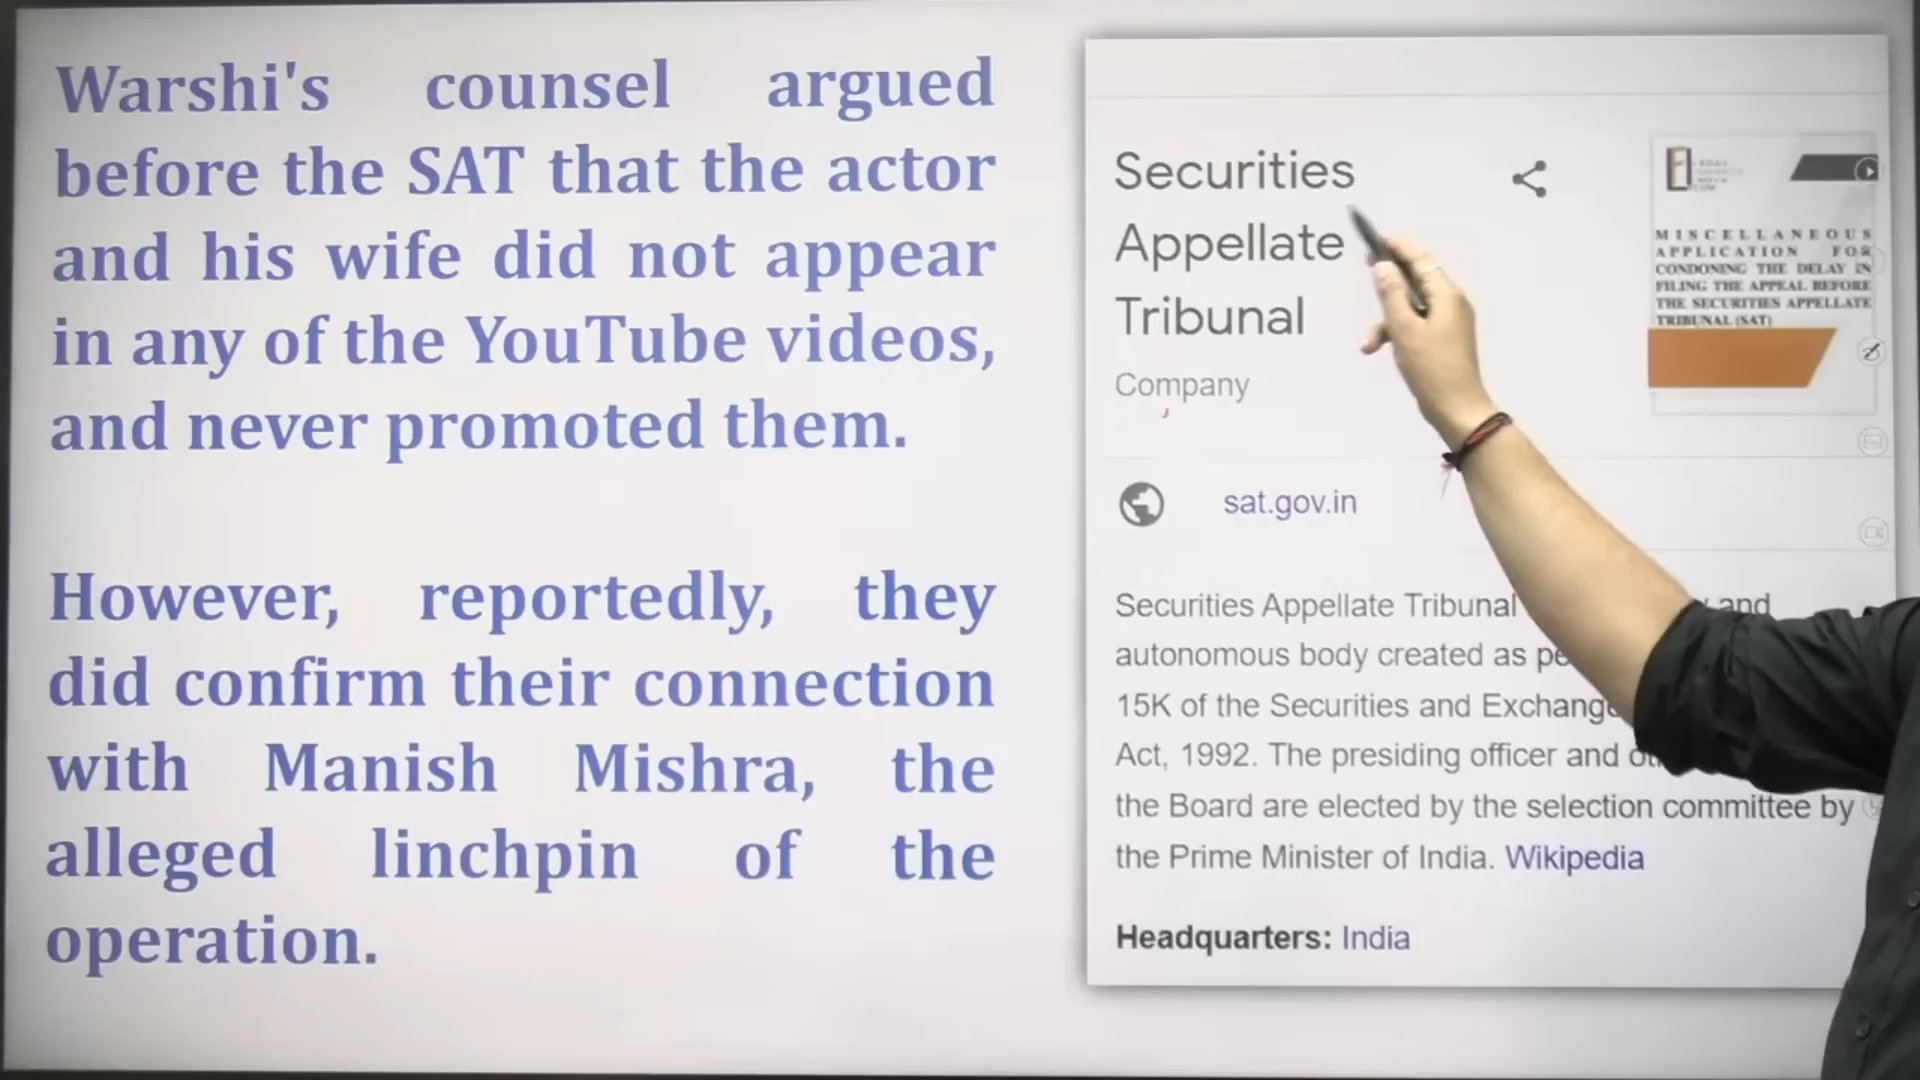 Warshi's counsel argued
before the SAT that the actor
and his wife did not appear
in any of the YouTube videos,
and never promoted them.
However, reportedly, they
did confirm their connection
with Manish Mishra, the
alleged linchpin of the
operation.
Securities
Appellate
Tribunal
Company
sat.gov.in
Securities Appellate Tribunal and
autonomous body created as
15K of the Securities and Exchange
Act, 1992. The presiding officer and
the Board are elected by the selection committee by
the Prime Minister of India. Wikipedia
Headquarters: India
MISCELLANEOUS
APPLICATION FOR
CONDONING THE DELAY IN
FILING THE APPEAL BEFORE
THE SECURITIES APPELLATE
TRIBUNAL (SAT)